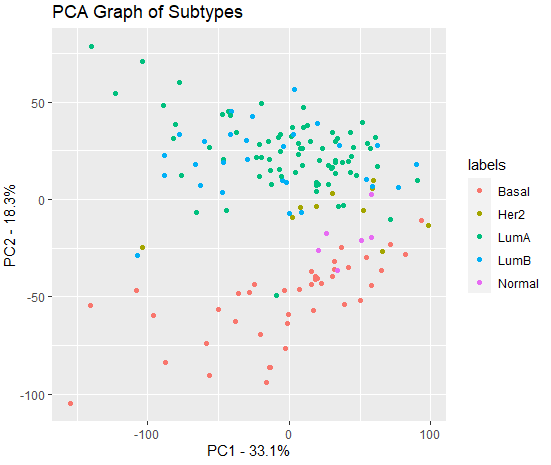 PCA Graph of Subtypes
PC2 - 18.3%
50
0
-50
-100
-100
0
100
PC1 - 33.1%
labels
Basal
Her2
LumA
LumB
Normal